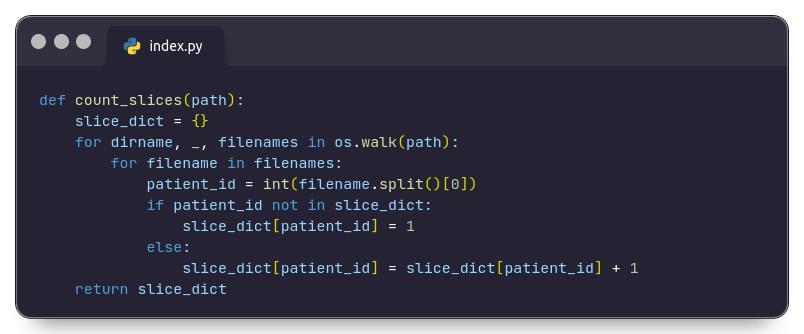 index.py
def count_slices(path):
    slice_dict = {}
    for dirname, _, filenames in os.walk(path):
        for filename in filenames:
            patient_id = int(filename.split()[0])
            if patient_id not in slice_dict:
                slice_dict[patient_id] = 1
            else:
                slice_dict[patient_id] = slice_dict[patient_id] + 1
    return slice_dict